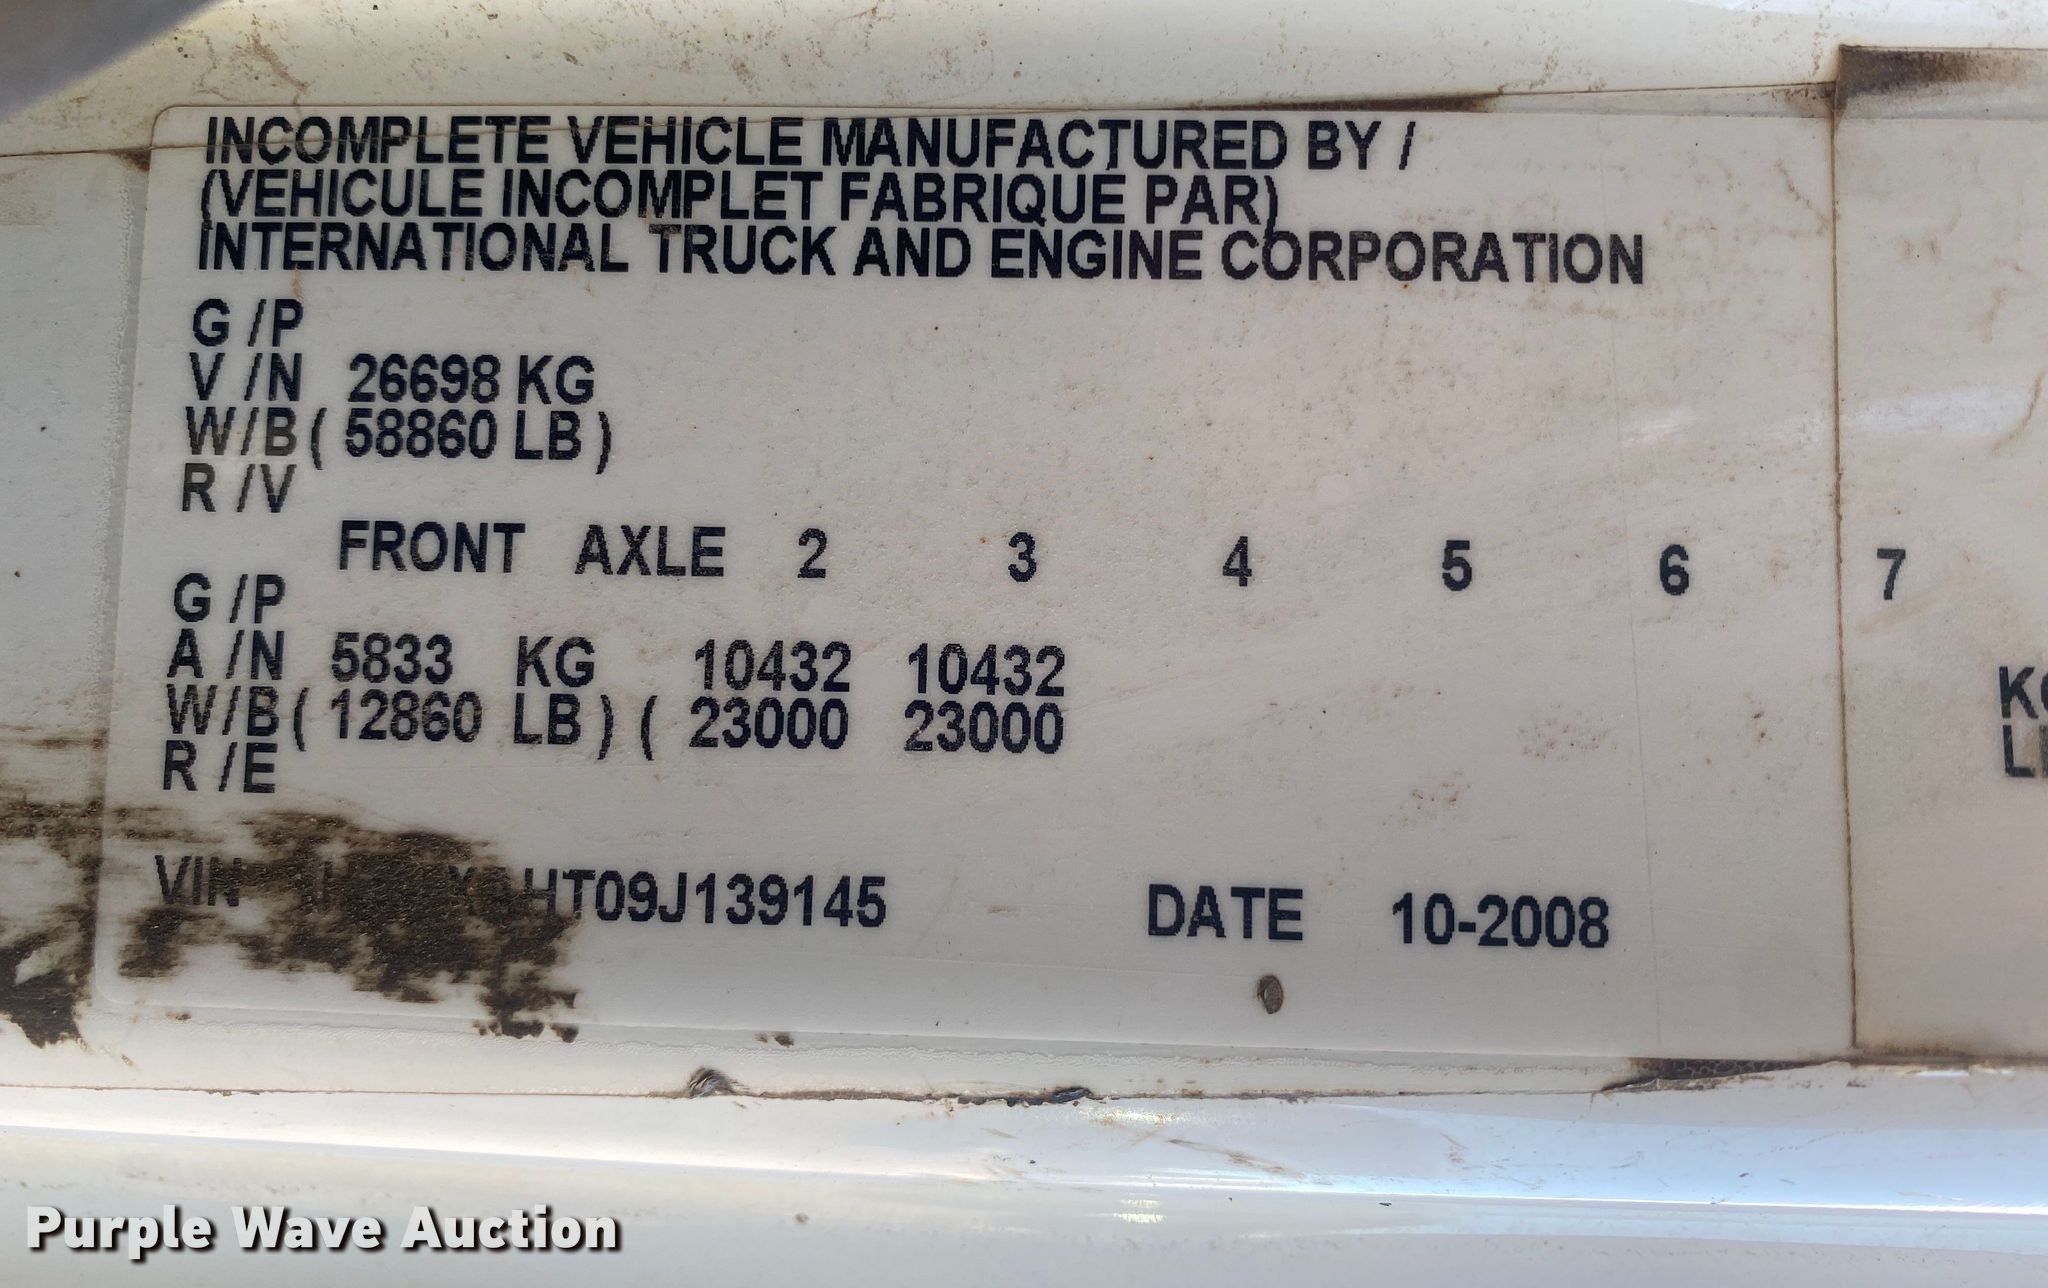 INCOMPLETE VEHICLE MANUFACTURED BY /
(VEHICULE INCOMPLET FABRIQUE PAR)
INTERNATIONAL TRUCK AND ENGINE CORPORATION
G /P
V /N 26698 KG
W/B ( 58860 LB )
R /V
FRONT AXLE 2 3 4 5 6 7
G /P
A /N 5833 KG 10432 10432
W/B ( 12860 LB ) ( 23000 23000
R /E
VIN DATE 10-2008
Purple Wave Auction